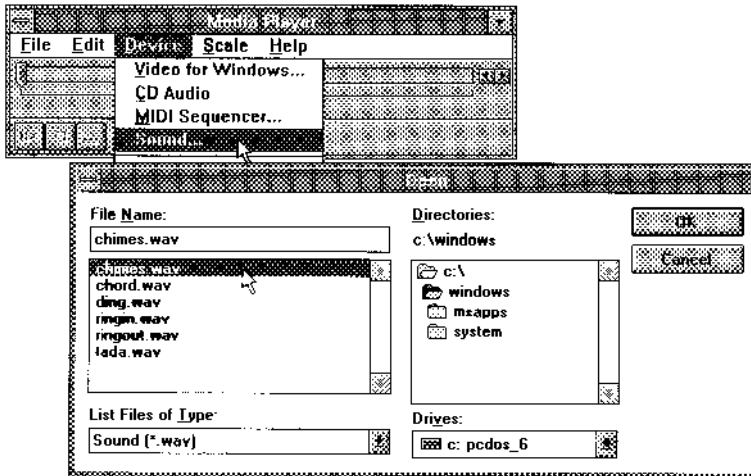 Media Player
File Edit Device Scale Help
Video for Windows...
CD Audio
MIDI Sequencer...
Sound...
Open
File Name:
chimes.wav
chimes.wav
chord.wav
ding.wav
ringin.wav
ringout.wav
tada.wav
List Files of Type:
Sound (*.wav)
Directories:
c:\windows
c:\
windows
mxapps
system
Drives:
c: pcdos_6
OK
Cancel